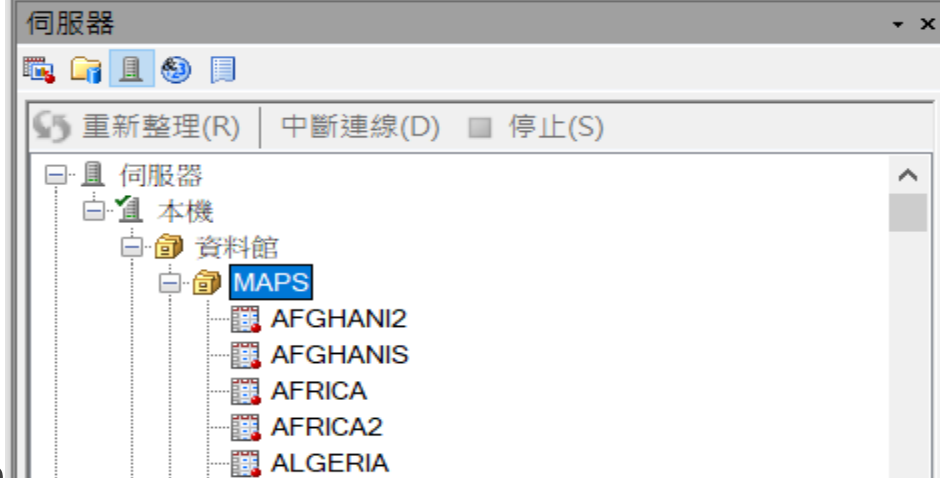 伺服器
重新整理(R) 中斷連線(D) 停止(S)
伺服器
本機
資料館
MAPS
AFGHANI2
AFGHANIS
AFRICA
AFRICA2
ALGERIA